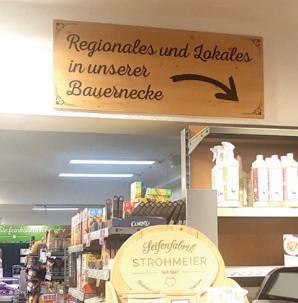 Regionales und Lokales
in unserer
Bauernecke
Seifenfabrik
STROHMEIER